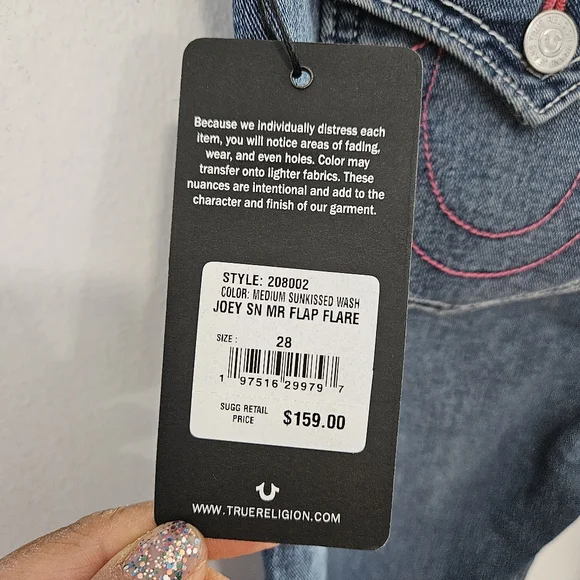 Because we individually distress each
item, you will notice areas of fading,
wear, and even holes. Color may
transfer onto lighter fabrics. These
nuances are intentional and add to the
character and finish of our garment.
STYLE: 208002
COLOR: MEDIUM SUNKISSED WASH
JOEY SN MR FLAP FLARE
SIZE: 28
1 97516 29979 7
SUGG RETAIL
PRICE $159.00
WWW.TRUERELIGION.COM